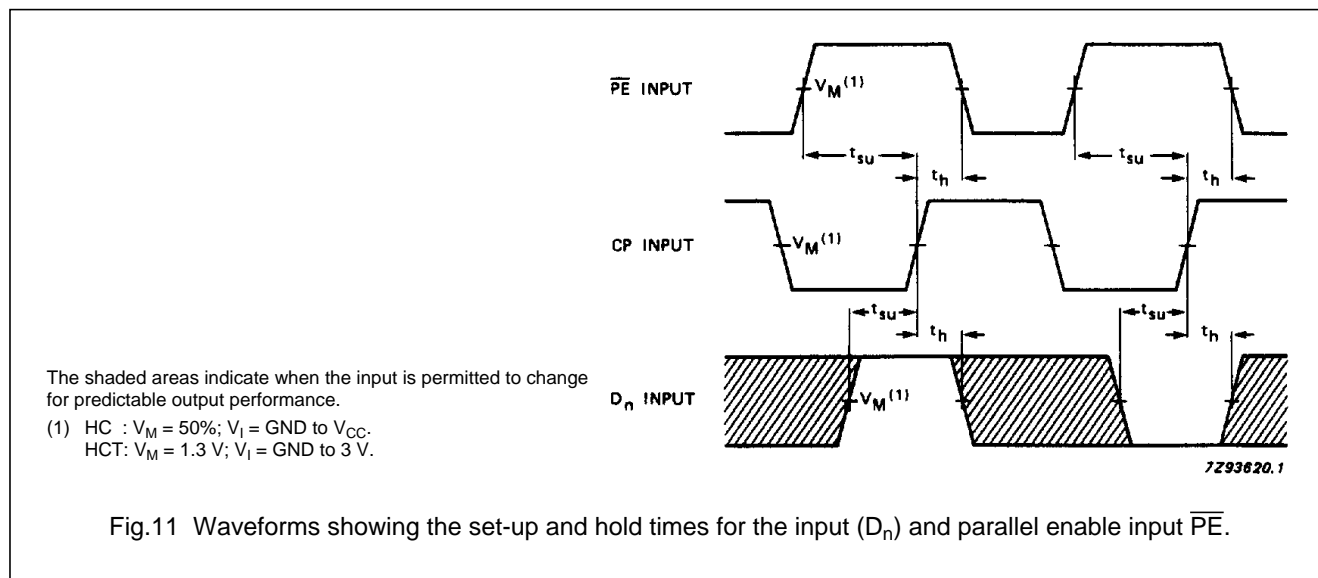 P̅E̅ INPUT
V_M(1)
t_su
t_su
t_h
t_h
CP INPUT
V_M(1)
t_su
t_su
t_h
t_h
D_n INPUT
V_M(1)
The shaded areas indicate when the input is permitted to change
for predictable output performance.
(1) HC : V_M = 50%; V_I = GND to V_CC.
HCT: V_M = 1.3 V; V_I = GND to 3 V.
7Z93620.1
Fig.11 Waveforms showing the set-up and hold times for the input (D_n) and parallel enable input P̅E̅.